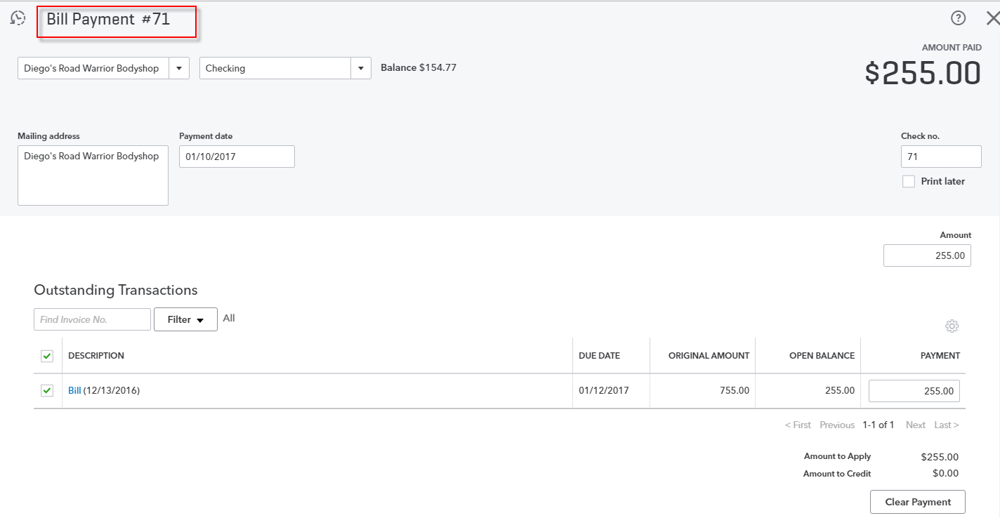 Bill Payment #71
?
AMOUNT PAID
$255.00
Diego's Road Warrior Bodyshop
Checking
Balance $154.77
Mailing address
Payment date
Check no.
Diego's Road Warrior Bodyshop
01/10/2017
71
Print later
Amount
255.00
Outstanding Transactions
Find Invoice No.
Filter
All
DESCRIPTION DUE DATE ORIGINAL AMOUNT OPEN BALANCE PAYMENT
Bill (12/13/2016) 01/12/2017 755.00 255.00 255.00
< First Previous 1-1 of 1 Next Last >
Amount to Apply $255.00
Amount to Credit $0.00
Clear Payment